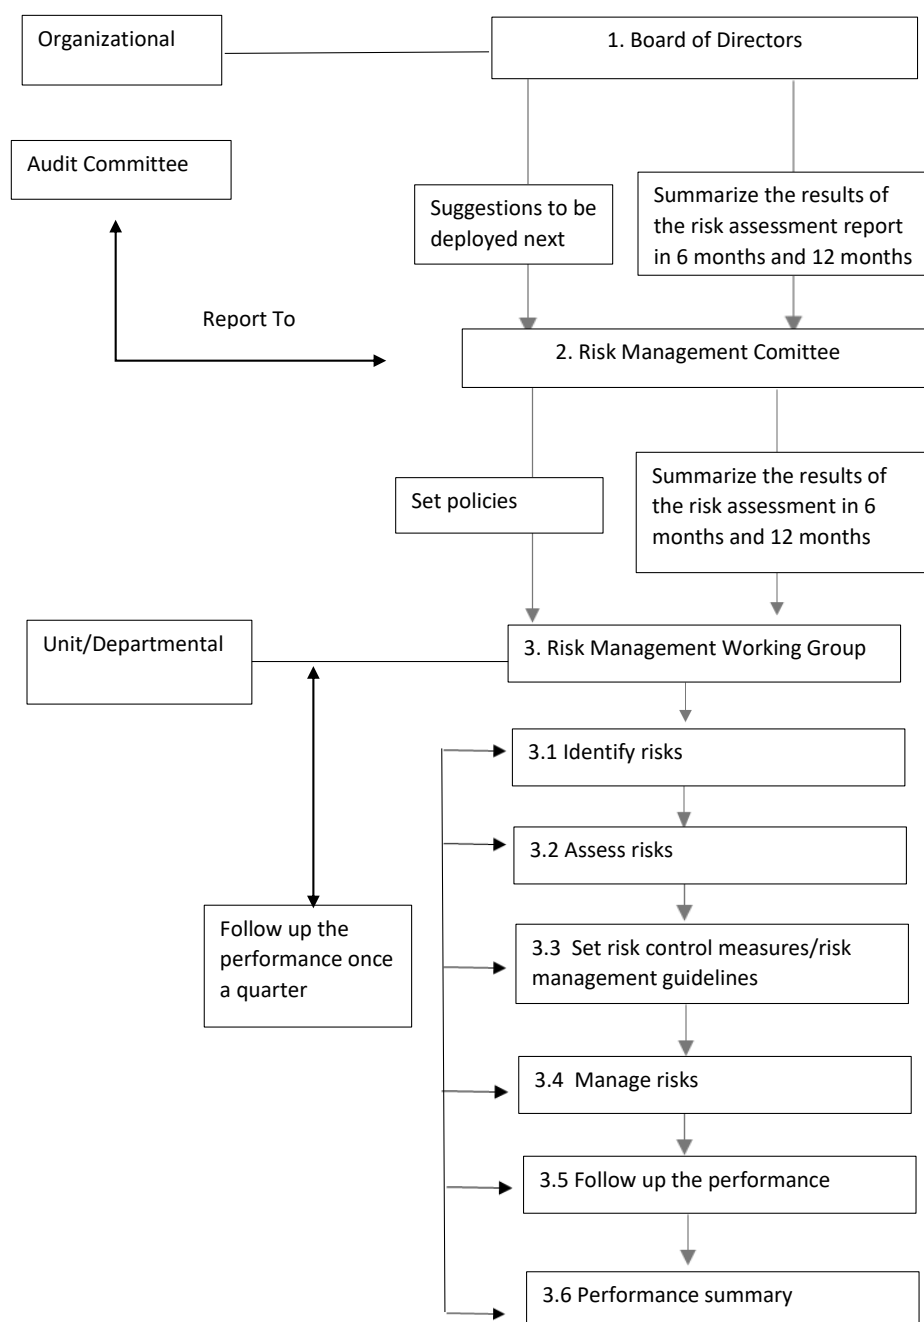 Organizational
1. Board of Directors
Audit Committee
Suggestions to be
deployed next
Summarize the results of
the risk assessment report
in 6 months and 12 months
Report To
2. Risk Management Comittee
Set policies
Summarize the results of
the risk assessment in 6
months and 12 months
Unit/Departmental
3. Risk Management Working Group
3.1 Identify risks
3.2 Assess risks
Follow up the
performance once
a quarter
3.3  Set risk control measures/risk
management guidelines
3.4  Manage risks
3.5 Follow up the performance
3.6 Performance summary